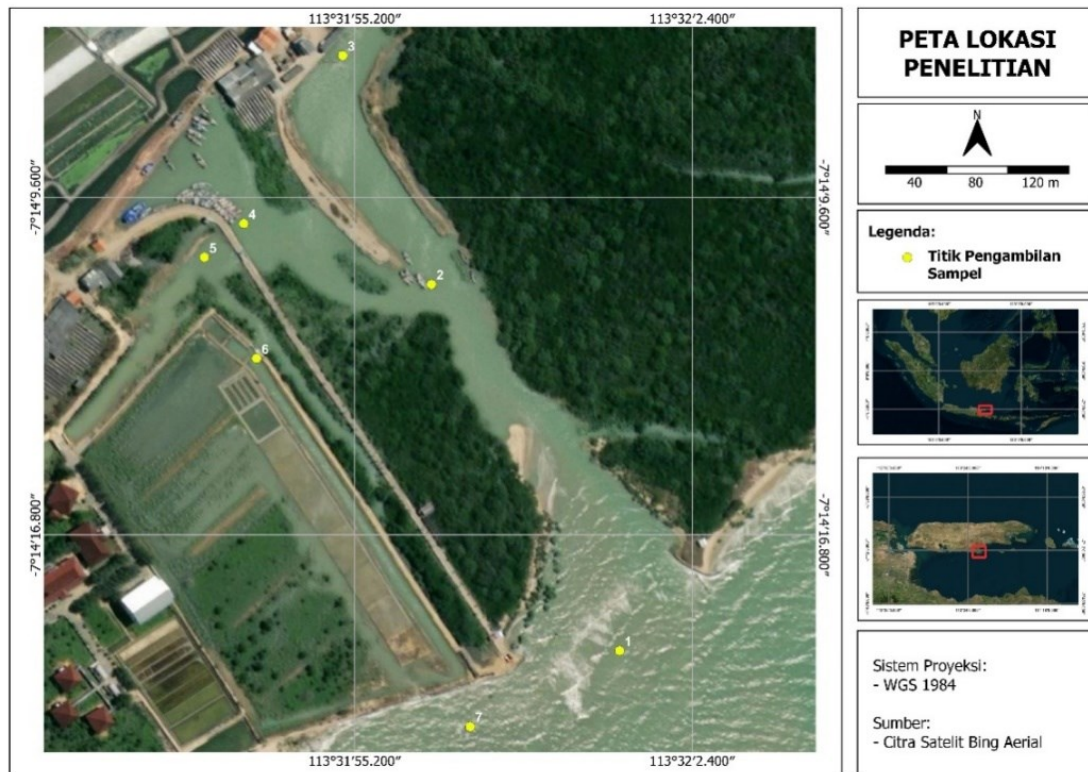 113°31′55.200″
113°32′2.400″
-7°14′9.600″
-7°14′9.600″
-7°14′16.800″
-7°14′16.800″
113°31′55.200″
113°32′2.400″
3
4
5
2
6
1
7
PETA LOKASI
PENELITIAN
N
40 80 120 m
Legenda:
Titik Pengambilan
Sampel
Sistem Proyeksi:
- WGS 1984
Sumber:
- Citra Satelit Bing Aerial